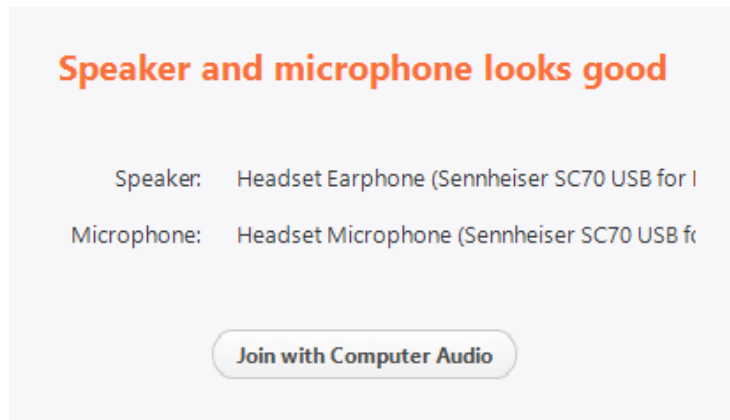 Speaker and microphone looks good
Speaker: Headset Earphone (Sennheiser SC70 USB for
Microphone: Headset Microphone (Sennheiser SC70 USB
Join with Computer Audio